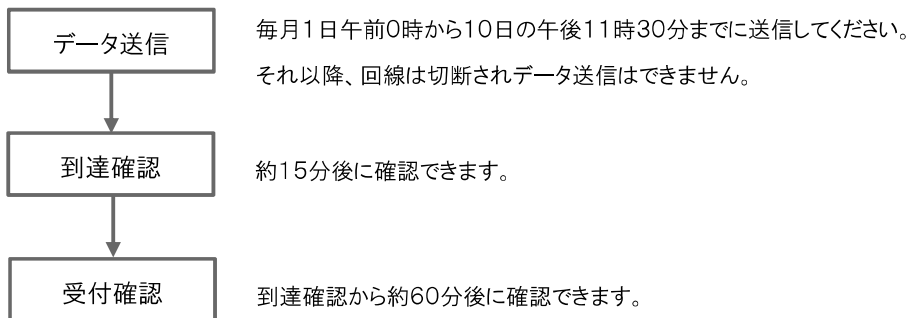 データ送信
毎月1日午前0時から10日の午後11時30分までに送信してください。
それ以降、回線は切断されデータ送信はできません。
到達確認
約15分後に確認できます。
受付確認
到達確認から約60分後に確認できます。